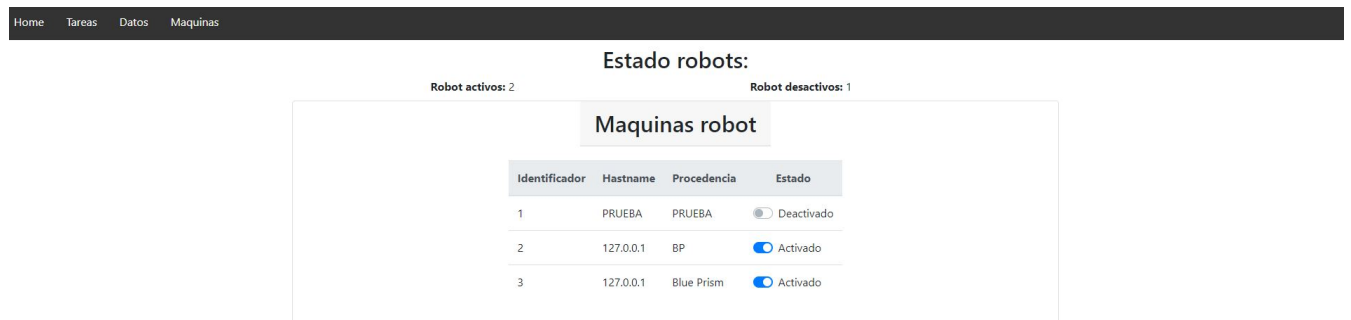 Home Tareas Datos Maquinas
Estado robots:
Robot activos: 2 Robot desactivos: 1
Maquinas robot
Identificador Hastname Procedencia Estado
1 PRUEBA PRUEBA Deactivado
2 127.0.0.1 BP Activado
3 127.0.0.1 Blue Prism Activado